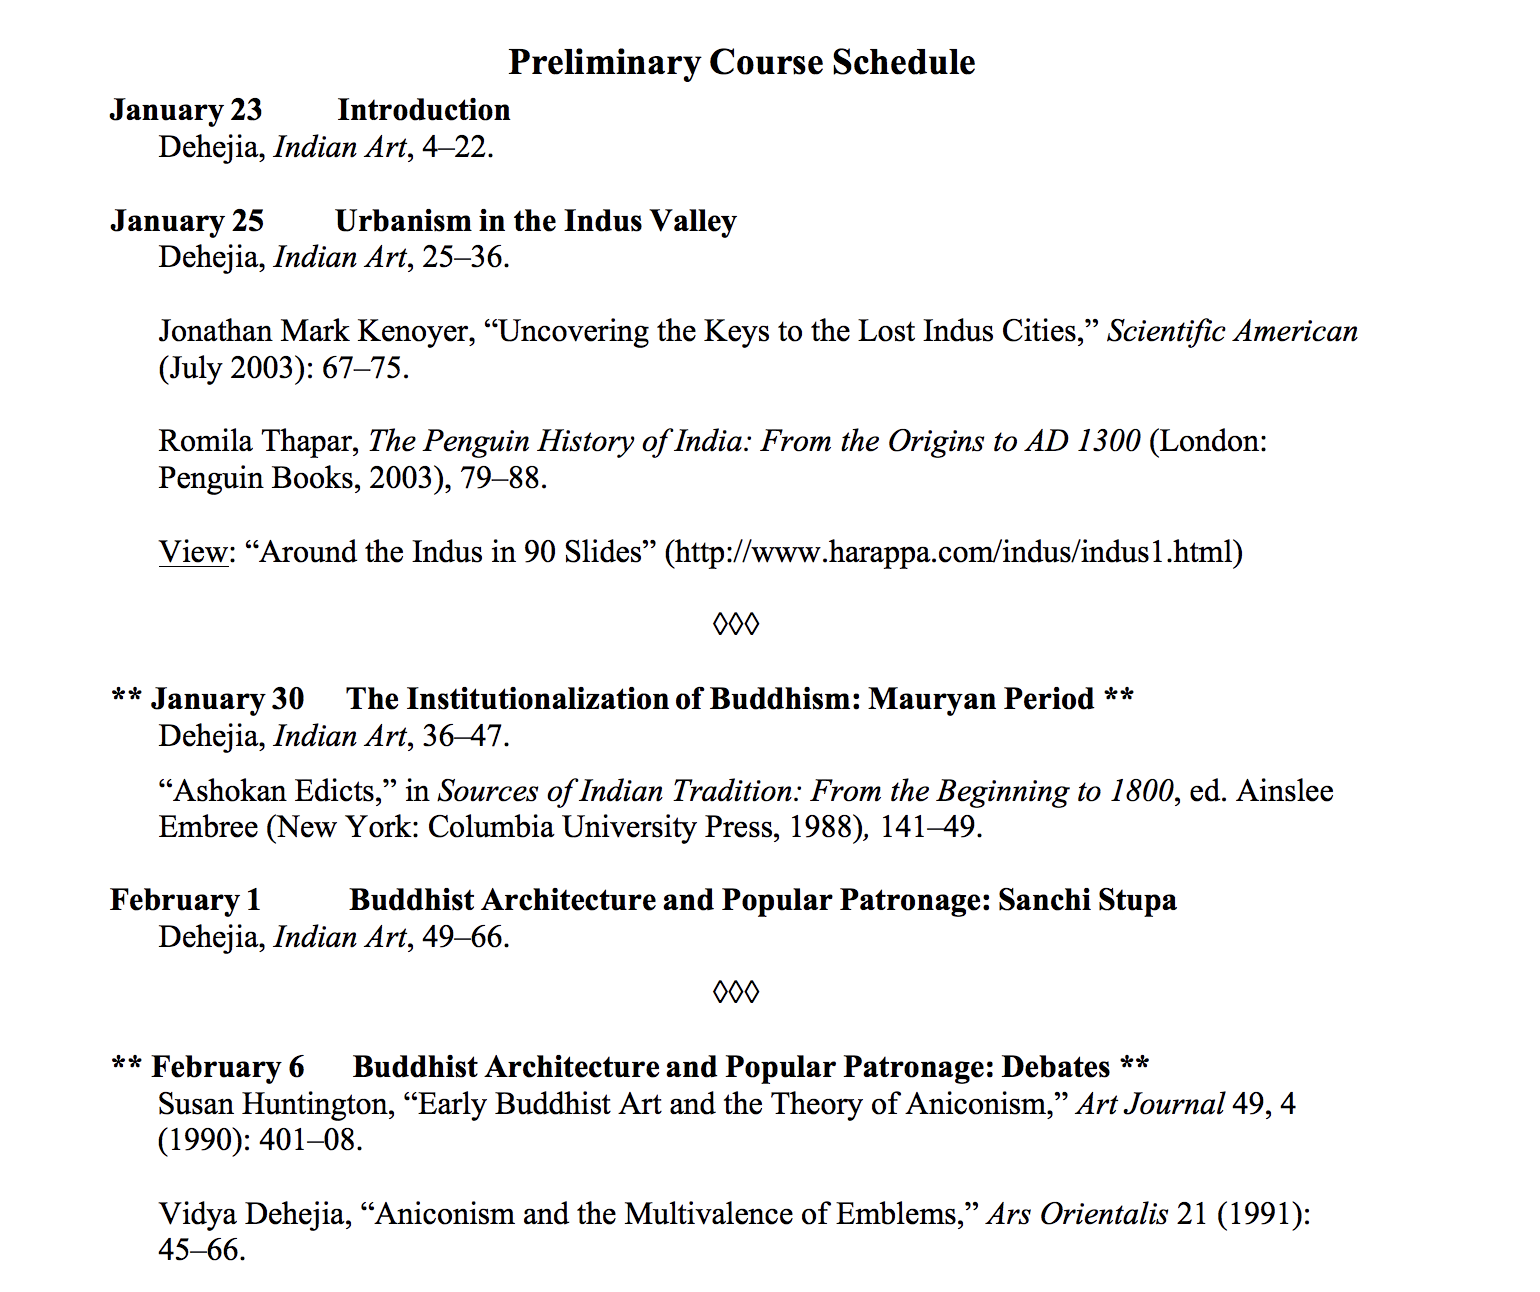 Preliminary Course Schedule
January 23 Introduction
Dehejia, Indian Art, 4–22.
January 25 Urbanism in the Indus Valley
Dehejia, Indian Art, 25–36.
Jonathan Mark Kenoyer, “Uncovering the Keys to the Lost Indus Cities,” Scientific American
(July 2003): 67–75.
Romila Thapar, The Penguin History of India: From the Origins to AD 1300 (London:
Penguin Books, 2003), 79–88.
View: “Around the Indus in 90 Slides” (http://www.harappa.com/indus/indus1.html)
◊◊◊
** January 30 The Institutionalization of Buddhism: Mauryan Period **
Dehejia, Indian Art, 36–47.
“Ashokan Edicts,” in Sources of Indian Tradition: From the Beginning to 1800, ed. Ainslee
Embree (New York: Columbia University Press, 1988), 141–49.
February 1 Buddhist Architecture and Popular Patronage: Sanchi Stupa
Dehejia, Indian Art, 49–66.
◊◊◊
** February 6 Buddhist Architecture and Popular Patronage: Debates **
Susan Huntington, “Early Buddhist Art and the Theory of Aniconism,” Art Journal 49, 4
(1990): 401–08.
Vidya Dehejia, “Aniconism and the Multivalence of Emblems,” Ars Orientalis 21 (1991):
45–66.